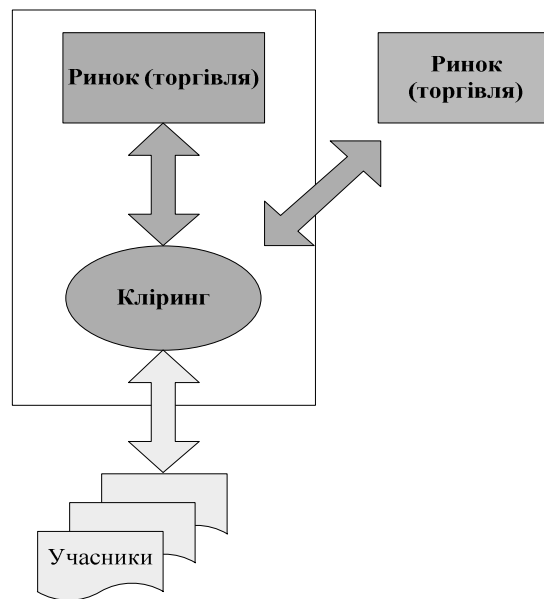 Ринок (торгівля)
Ринок
(торгівля)
Кліринг
Учасники